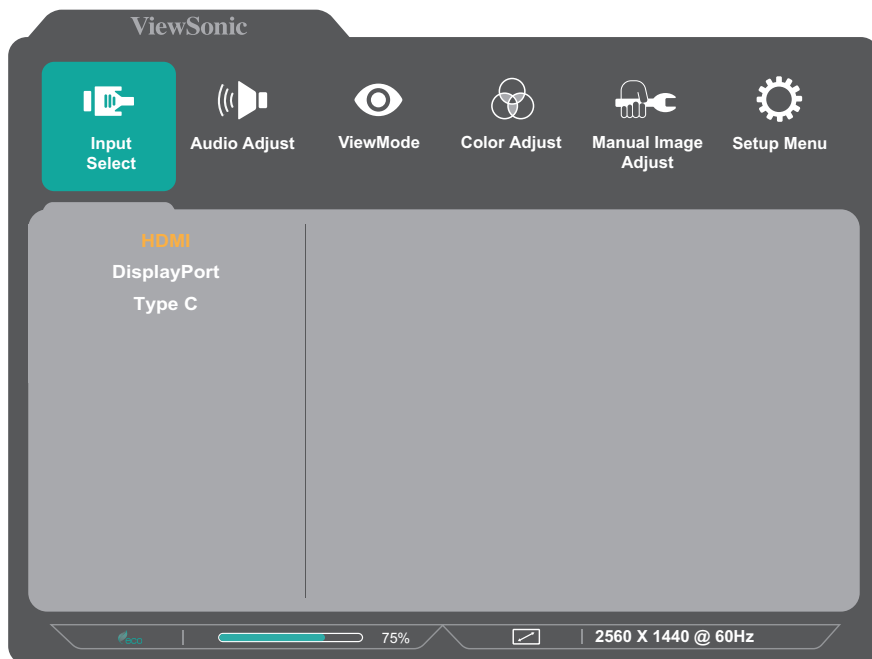 ViewSonic
Input
Select
Audio Adjust
ViewMode
Color Adjust
Manual Image
Adjust
Setup Menu
HDMI
DisplayPort
Type C
eco
75%
2560 X 1440 @ 60Hz